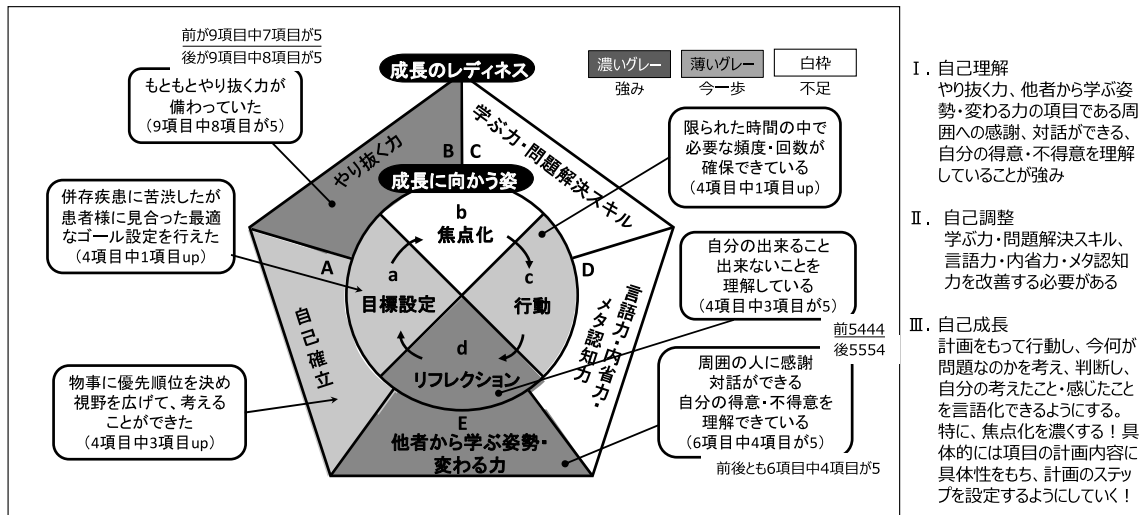 前が9項目中7項目が5
後が9項目中8項目が5
もともとやり抜く力が
備わっていた
(9項目中8項目が5)
併存疾患に苦渋したが
患者様に見合った最適
なゴール設定を行えた
(4項目中1項目up)
物事に優先順位を決め
視野を広げて、考える
ことができた
(4項目中3項目up)
成長のレディネス
B
やり抜く力
C
学ぶ力・問題解決スキル
成長に向かう姿
b
焦点化
A
自己確立
a
目標設定
c
行動
D
言語力・内省力・
メタ認知力
d
リフレクション
E
他者から学ぶ姿勢・
変わる力
濃いグレー
強み
薄いグレー
今一歩
白枠
不足
限られた時間の中で
必要な頻度・回数が
確保できている
(4項目中1項目up)
自分の出来ること
出来ないことを
理解している
(4項目中3項目が5)
前5444
後5554
周囲の人に感謝
対話ができる
自分の得意・不得意を
理解できている
(6項目中4項目が5)
前後とも6項目中4項目が5
Ⅰ．自己理解
やり抜く力、他者から学ぶ姿
勢・変わる力の項目である周
囲への感謝、対話ができる、
自分の得意・不得意を理解
していることが強み
Ⅱ．自己調整
学ぶ力・問題解決スキル、
言語力・内省力・メタ認知
力を改善する必要がある
Ⅲ．自己成長
計画をもって行動し、今何が
問題なのかを考え、判断し、
自分の考えたこと・感じたこと
を言語化できるようにする。
特に、焦点化を濃くする！具
体的には項目の計画内容に
具体性をもち、計画のステッ
プを設定するようにしていく！